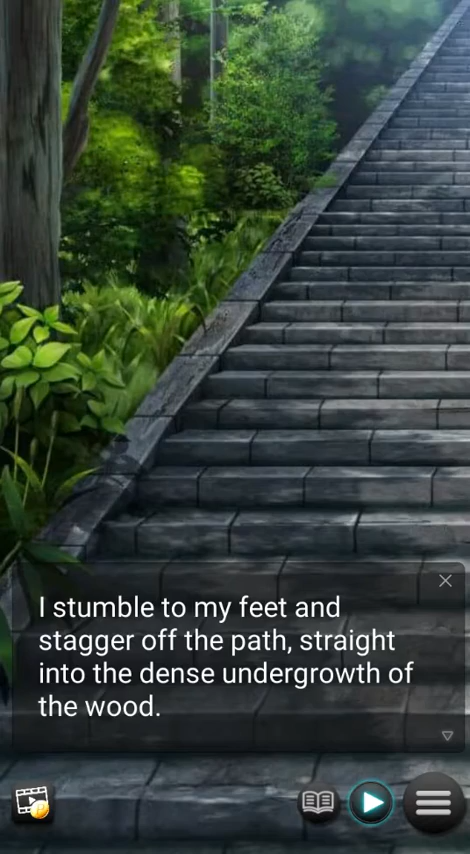 I stumble to my feet and
stagger off the path, straight
into the dense undergrowth of
the wood.